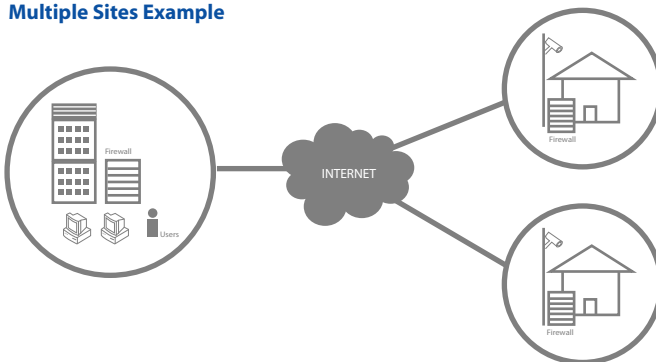 Multiple Sites Example
Firewall
Users
INTERNET
Firewall
Firewall